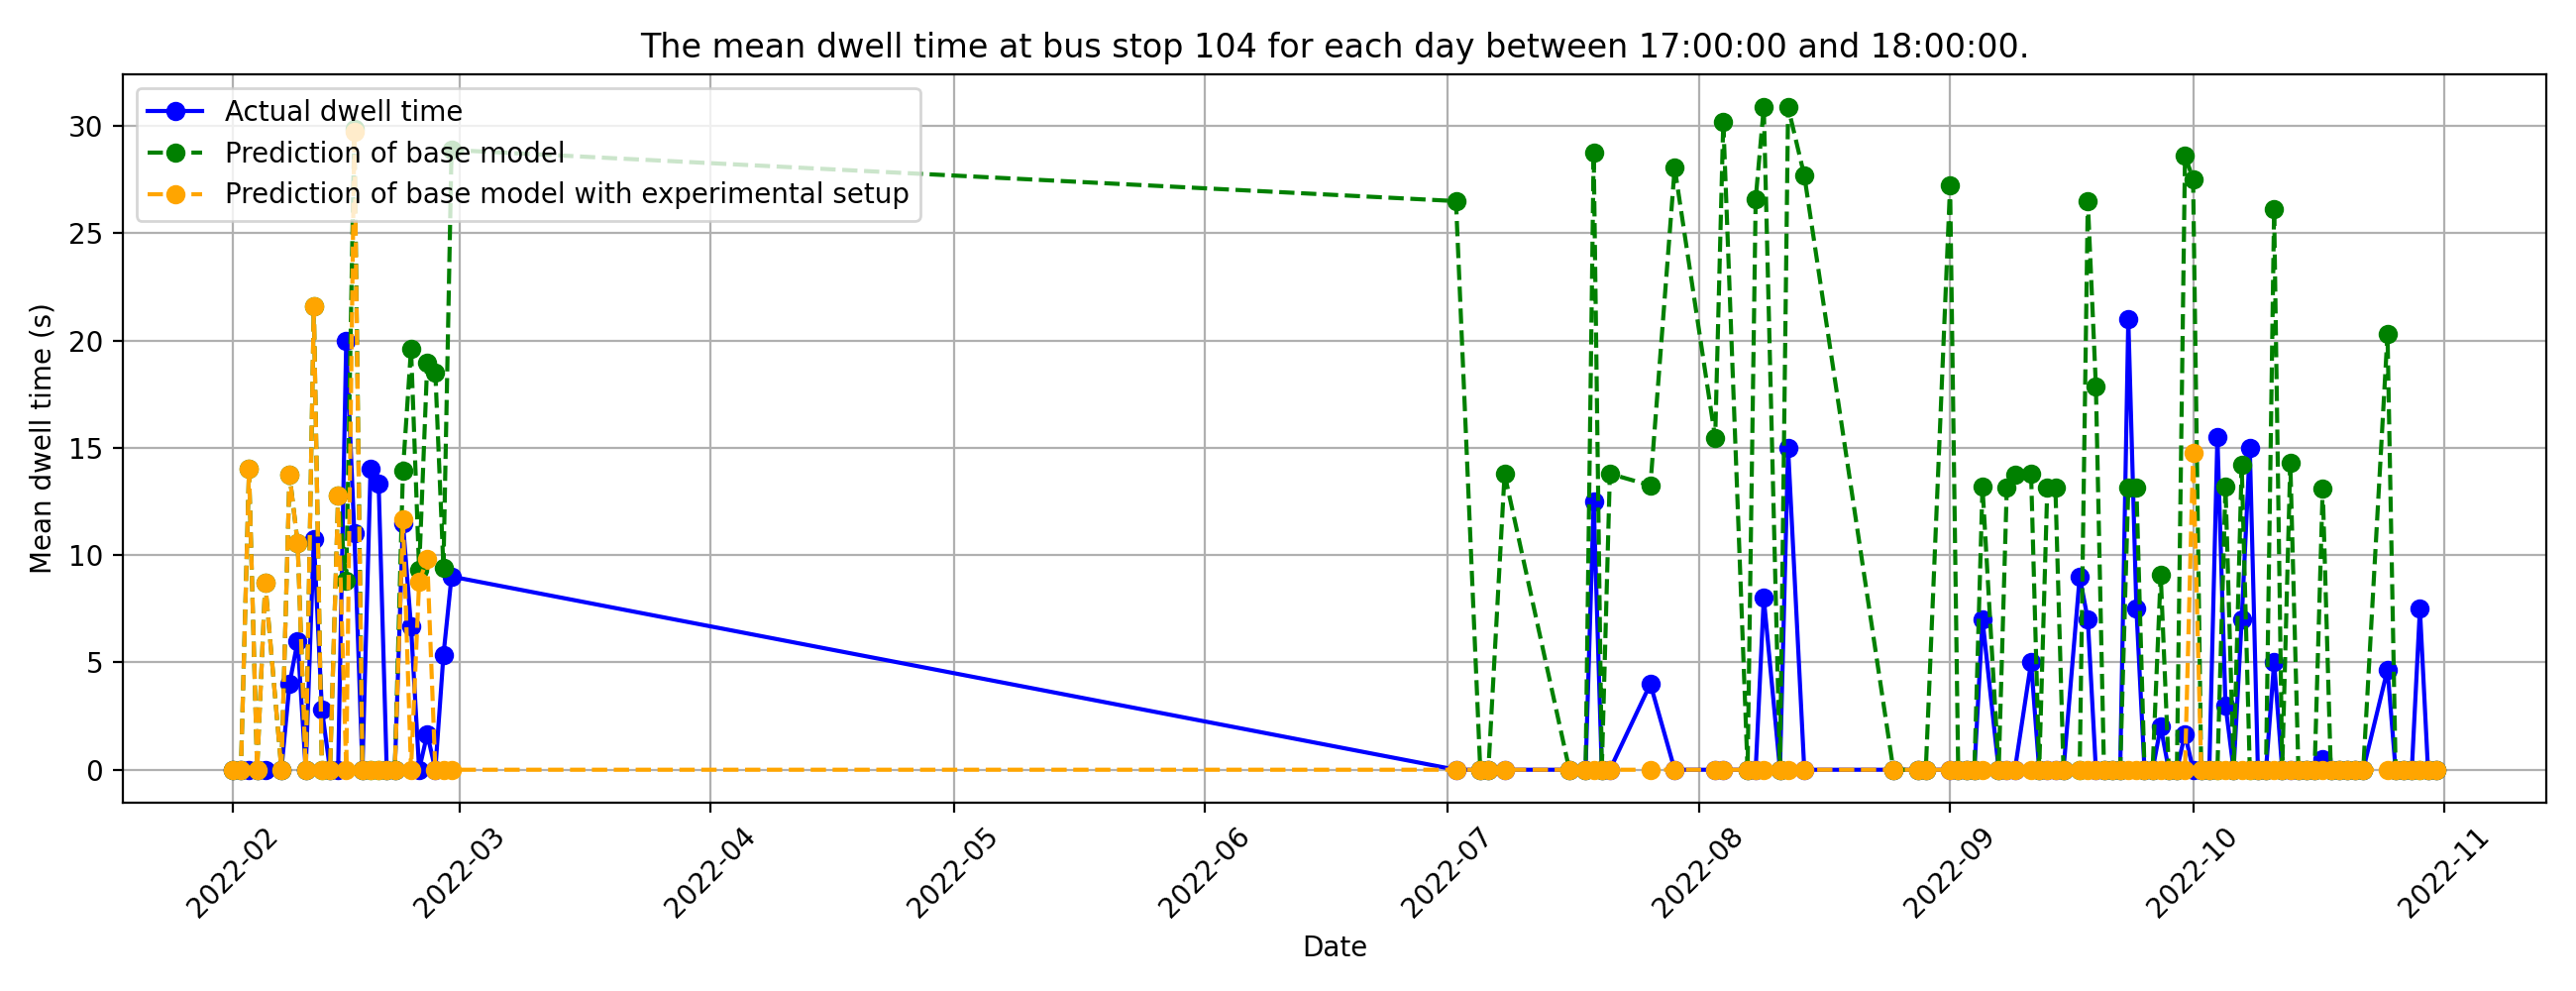 The mean dwell time at bus stop 104 for each day between 17:00:00 and 18:00:00.
Actual dwell time
Prediction of base model
Prediction of base model with experimental setup
Mean dwell time (s)
30
25
20
15
10
5
0
2022-02
2022-03
2022-04
2022-05
2022-06
2022-07
2022-08
2022-09
2022-10
2022-11
Date